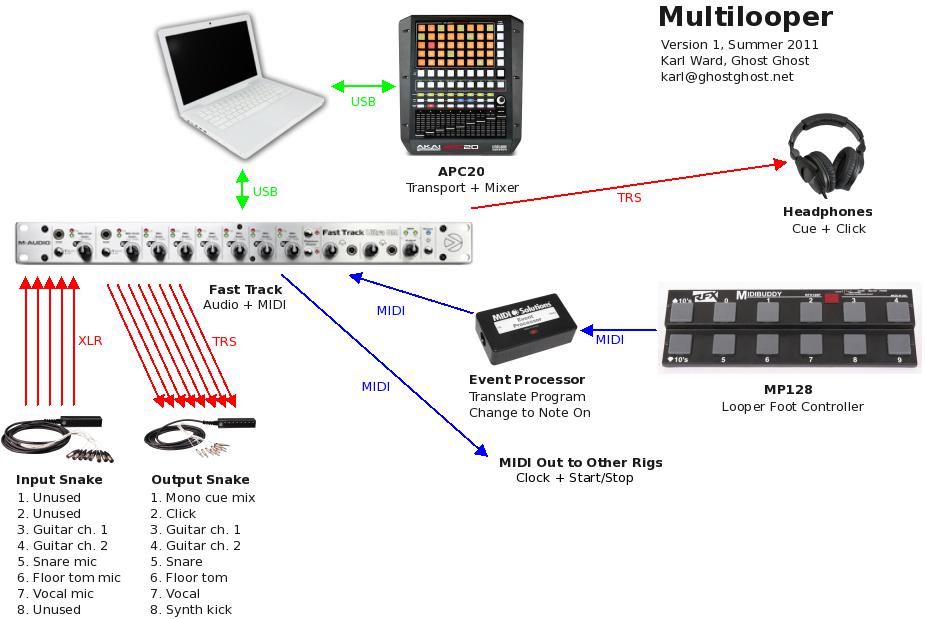 Multilooper
Version 1, Summer 2011
Karl Ward, Ghost Ghost
karl@ghostghost.net
USB
AKAI APC20
APC20
Transport + Mixer
USB
TRS
Headphones
Cue + Click
M-AUDIO
Fast Track Ultra 8R
Fast Track
Audio + MIDI
XLR
TRS
MIDI
MIDI Solutions
Event
Processor
MIDI
RFX MIDIBUDDY
10's 0 1 2 3 4
10's 5 6 7 8 9
Event Processor
Translate Program
Change to Note On
MP128
Looper Foot Controller
MIDI
MIDI Out to Other Rigs
Clock + Start/Stop
Input Snake
1. Unused
2. Unused
3. Guitar ch. 1
4. Guitar ch. 2
5. Snare mic
6. Floor tom mic
7. Vocal mic
8. Unused
Output Snake
1. Mono cue mix
2. Click
3. Guitar ch. 1
4. Guitar ch. 2
5. Snare
6. Floor tom
7. Vocal
8. Synth kick